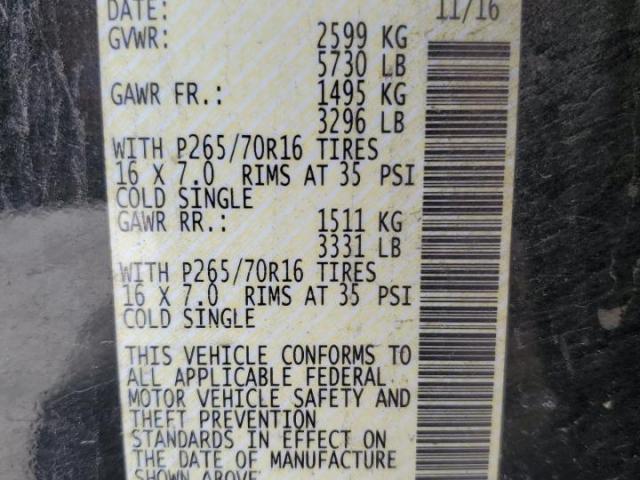 DATE: 11/16
GVWR: 2599 KG
5730 LB
GAWR FR.: 1495 KG
3296 LB
WITH P265/70R16 TIRES
16 X 7.0 RIMS AT 35 PSI
COLD SINGLE
GAWR RR.: 1511 KG
3331 LB
WITH P265/70R16 TIRES
16 X 7.0 RIMS AT 35 PSI
COLD SINGLE
THIS VEHICLE CONFORMS TO
ALL APPLICABLE FEDERAL
MOTOR VEHICLE SAFETY AND
THEFT PREVENTION
STANDARDS IN EFFECT ON
THE DATE OF MANUFACTURE
SHOWN ABOVE